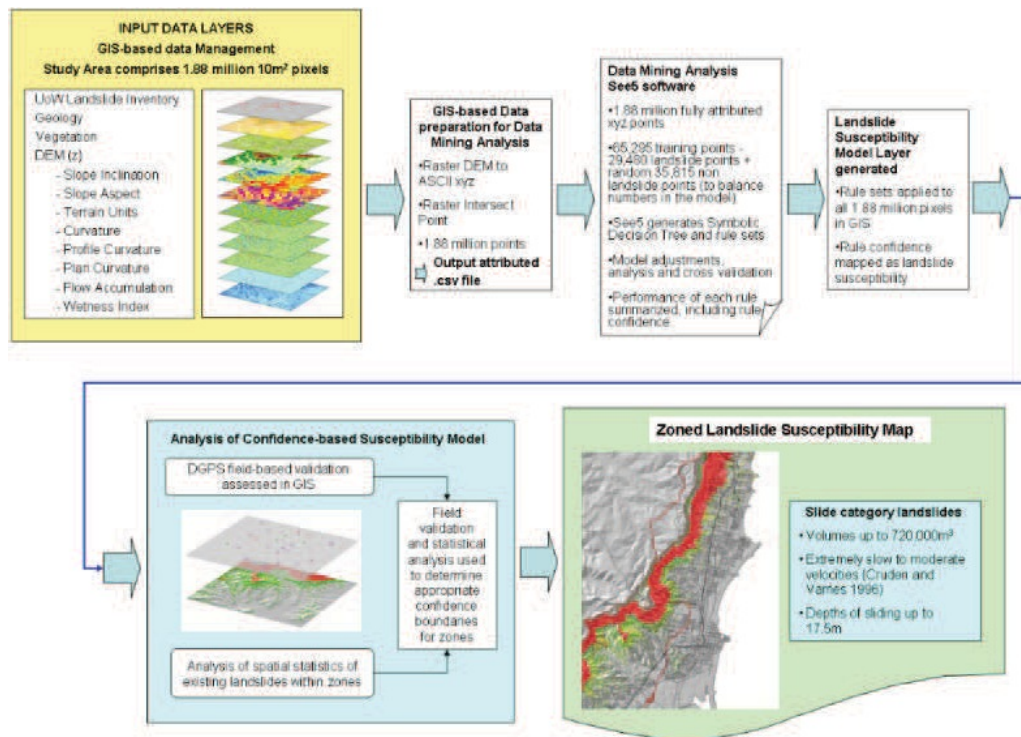 INPUT DATA LAYERS
GIS-based data Management
Study Area comprises 1.88 million 10m² pixels
UoW Landslide Inventory
Geology
Vegetation
DEM (z)
- Slope Inclination
- Slope Aspect
- Terrain Units
- Curvature
- Profile Curvature
- Plan Curvature
- Flow Accumulation
- Wetness Index
GIS-based Data
preparation for Data
Mining Analysis
•Raster DEM to
ASCII xyz
•Raster Intersect
Point
•1.88 million points
Output attributed
.csv file
Data Mining Analysis
See5 software
•1.88 million fully attributed
xyz points
•65,295 training points -
29,480 landslide points +
random 35,815 non
landslide points (to balance
numbers in the model)
•See5 generates Symbolic
Decision Tree and rule sets
•Model adjustments,
analysis and cross validation
•Performance of each rule
summarized, including rule
confidence
Landslide
Susceptibility
Model Layer
generated
•Rule sets applied to
all 1.88 million pixels
in GIS
•Rule confidence
mapped as landslide
susceptibility
Analysis of Confidence-based Susceptibility Model
DGPS field-based validation
assessed in GIS
Field
validation
and statistical
analysis used
to determine
appropriate
confidence
boundaries
for zones
Analysis of spatial statistics of
existing landslides within zones
Zoned Landslide Susceptibility Map
Slide category landslides
• Volumes up to 720,000m³
• Extremely slow to moderate
velocities (Cruden and
Varnes 1996)
• Depths of sliding up to
17.5m